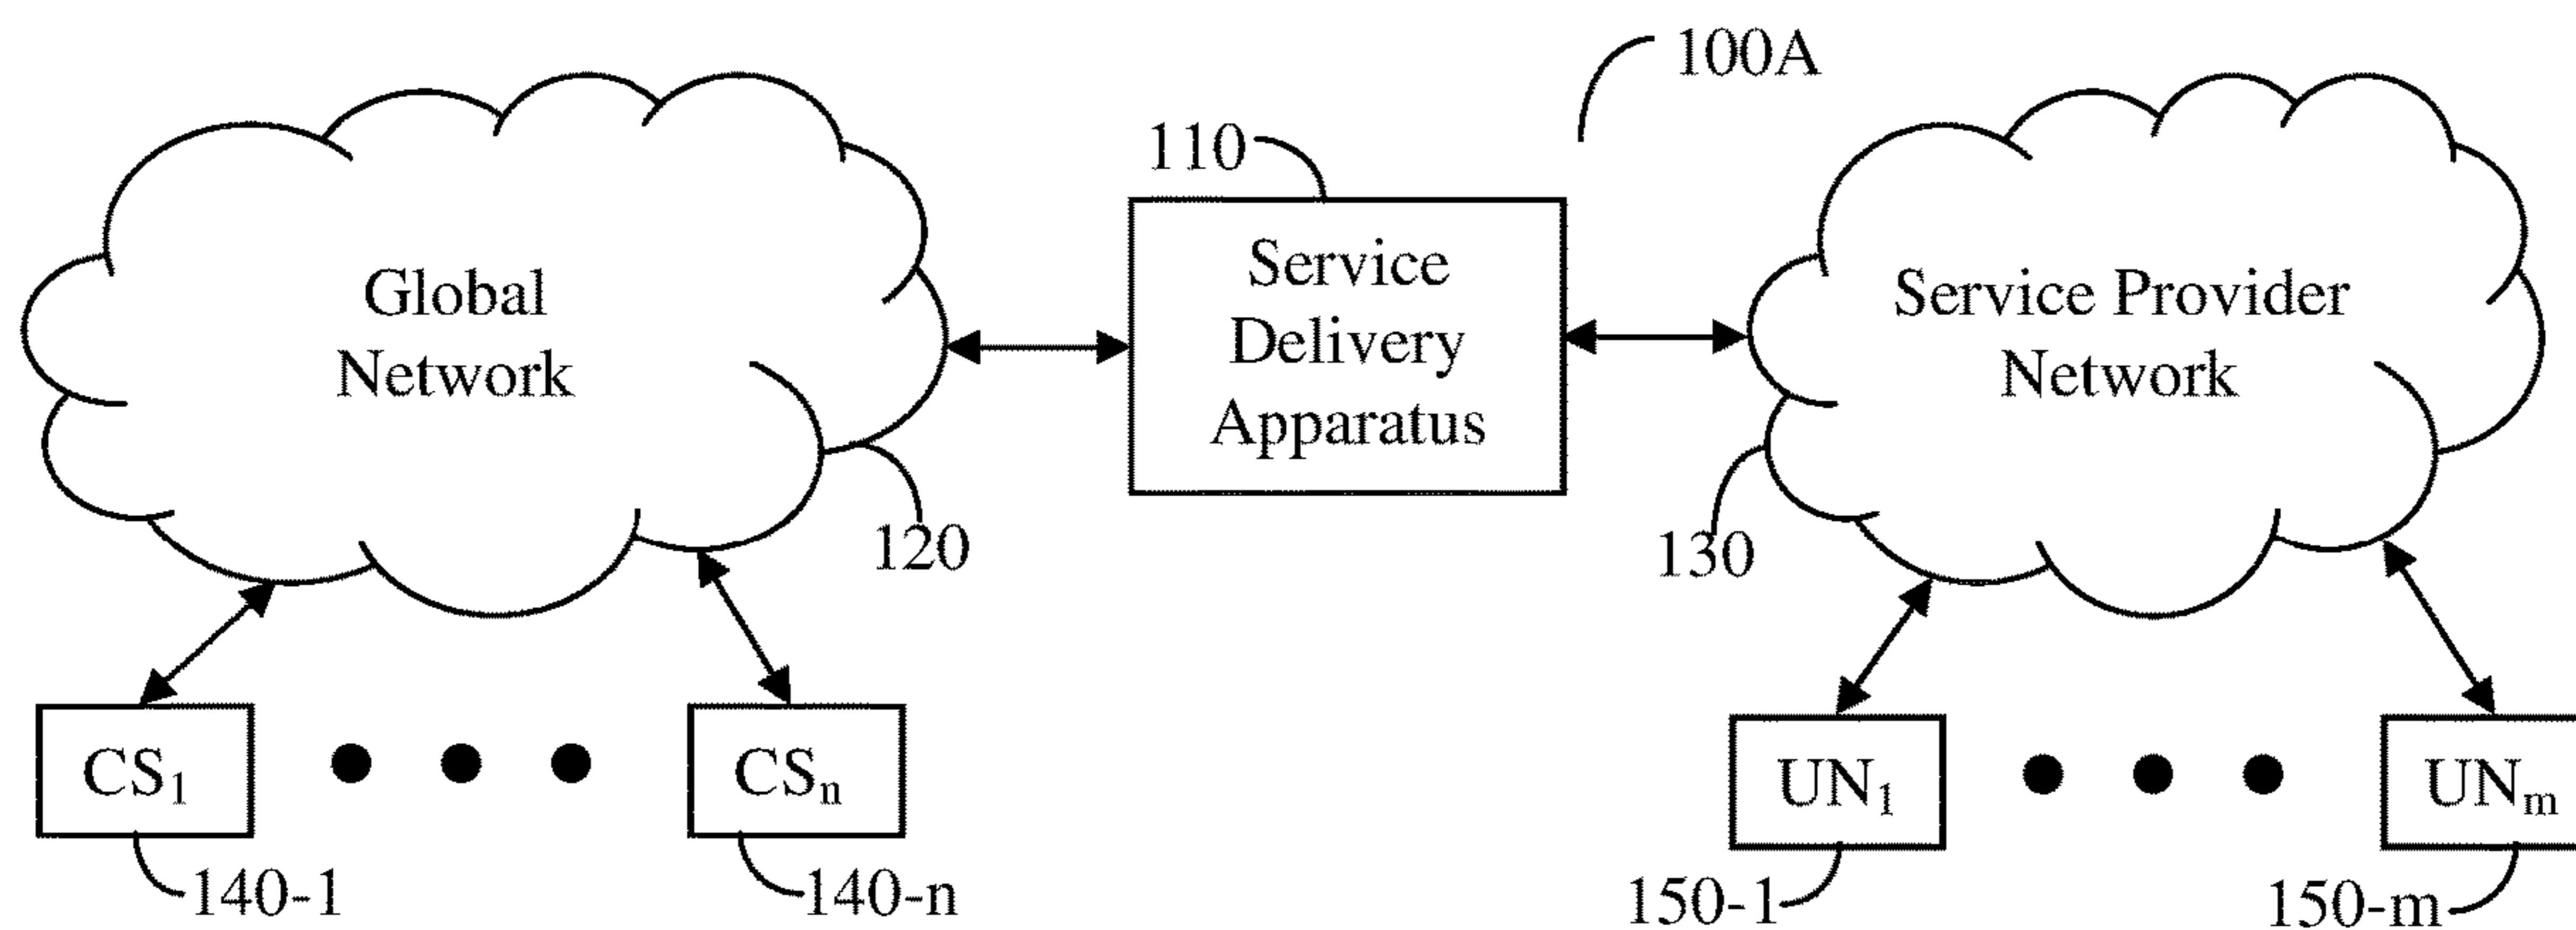 100A
110
Global
Network
Service
Delivery
Apparatus
Service Provider
Network
120
130
CS1
CSn
UN1
UNm
140-1
140-n
150-1
150-m